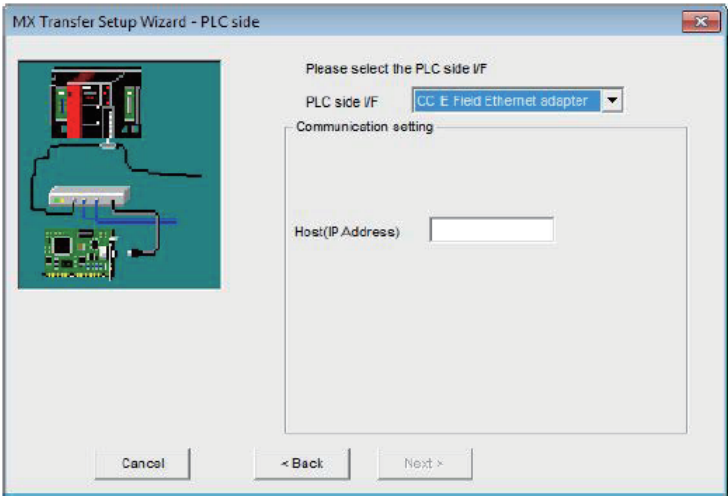 MX Transfer Setup Wizard - PLC side
Please select the PLC side I/F
PLC side I/F
CC IE Field Ethernet adapter
Communication setting
Host(IP Address)
Cancel
< Back
Next >